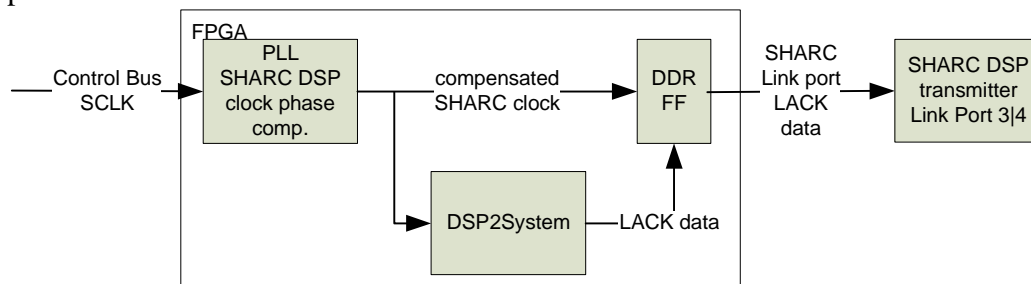 FPGA
Control Bus
SCLK
PLL
SHARC DSP
clock phase
comp.
compensated
SHARC clock
DDR
FF
SHARC
Link port
LACK
data
SHARC DSP
transmitter
Link Port 3|4
DSP2System
LACK data